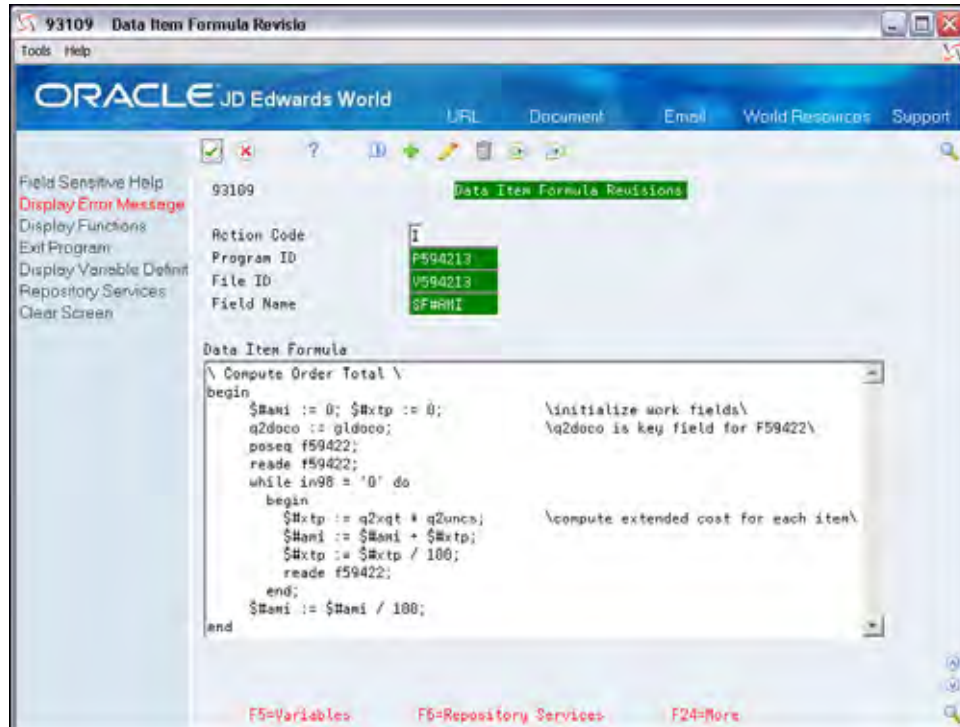 93109 Data Item Formula Revisio
Tools Help
ORACLE JD Edwards World
URL Document Email World Resources Support
Field Sensitive Help
Display Error Message
Display Functions
Exit Program
Display Variable Definit
Repository Services
Clear Screen
93109 Data Item Formula Revisions
Action Code I
Program ID P594213
File ID V594213
Field Name SF#AMI
Data Item Formula
\ Compute Order Total \
begin
$#ami := 0; $#xtp := 0; \initialize work fields\
q2doco := gldoco; \q2doco is key field for F59422\
poseq f59422;
reade f59422;
while in98 = '0' do
begin
$#xtp := q2xqt * q2uncs; \compute extended cost for each item\
$#ami := $#ami + $#xtp;
$#xtp := $#xtp / 100;
reade f59422;
end;
$#ami := $#ami / 100;
end
F5=Variables F6=Repository Services F24=More